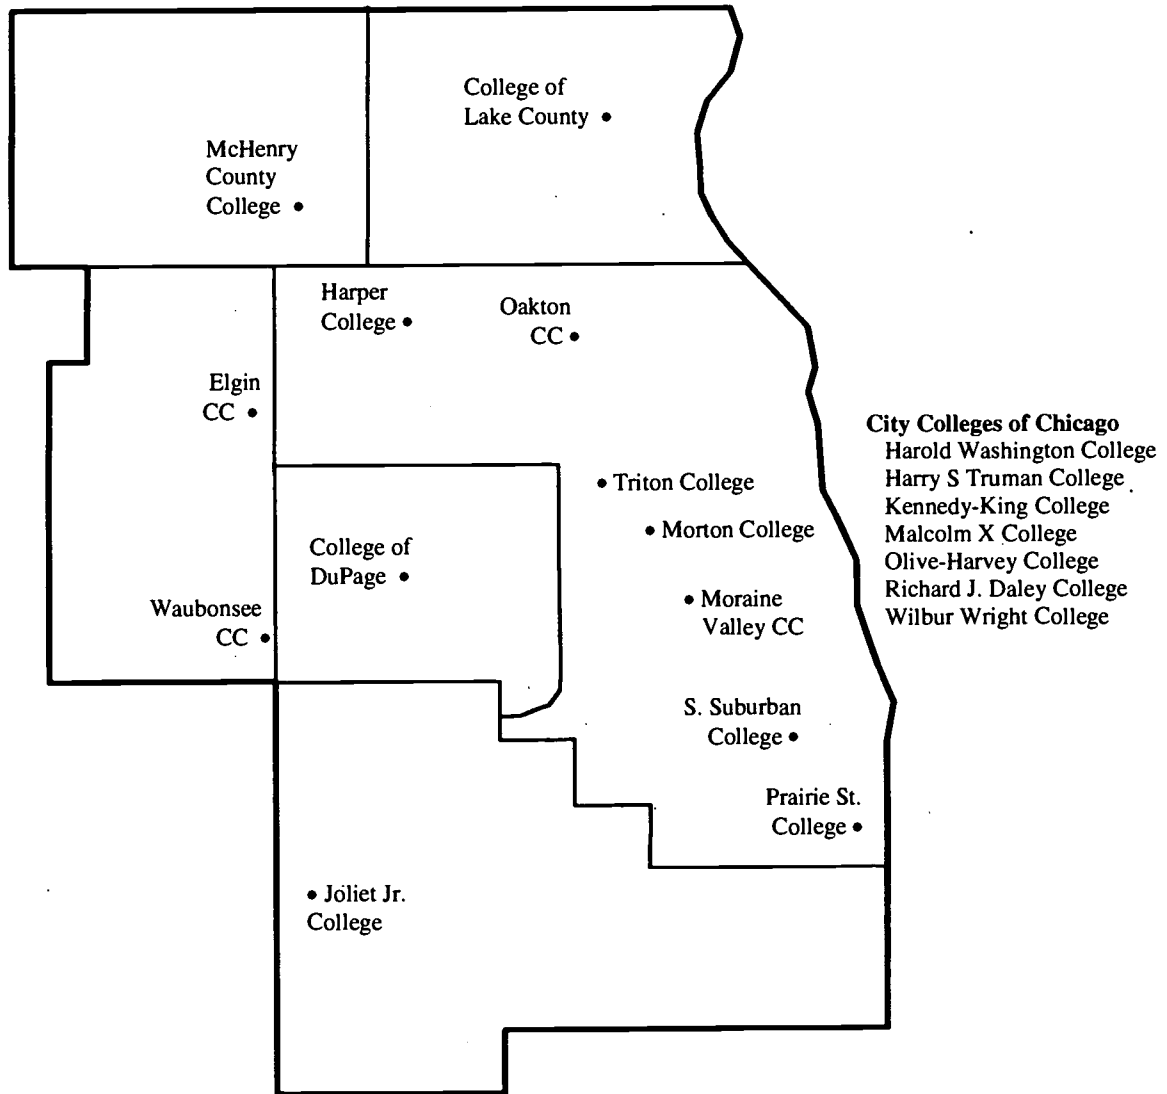 College of
Lake County
McHenry
County
College
Harper
College
Oakton
CC
Elgin
CC
City Colleges of Chicago
Harold Washington College
Harry S Truman College
Kennedy-King College
Malcolm X College
Olive-Harvey College
Richard J. Daley College
Wilbur Wright College
Triton College
Morton College
College of
DuPage
Moraine
Valley CC
Waubonsee
CC
S. Suburban
College
Prairie St.
College
Joliet Jr.
College